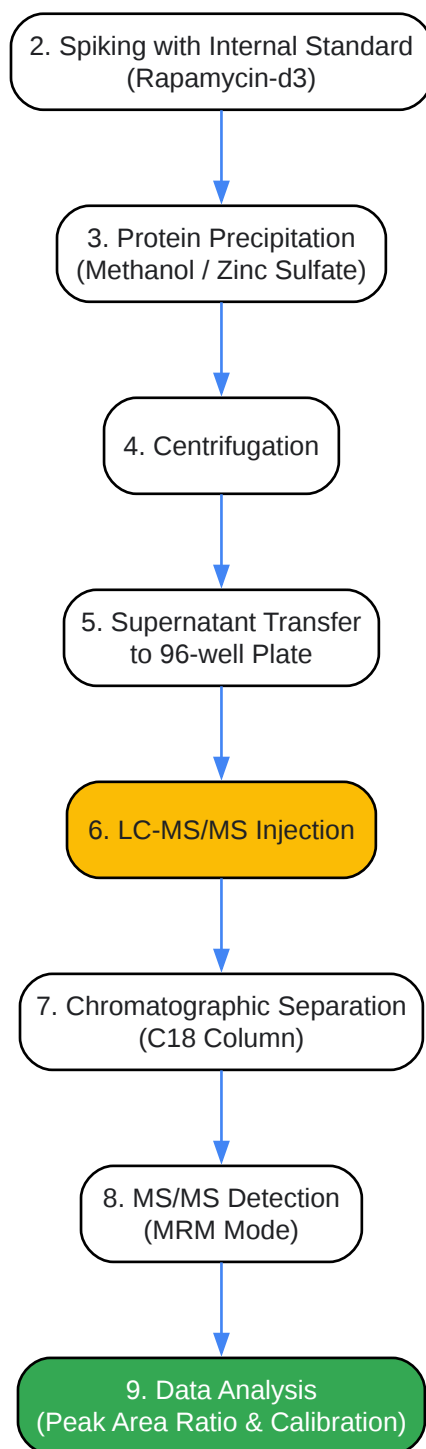 2. Spiking with Internal Standard
(Rapamycin-d3)
3. Protein Precipitation
(Methanol / Zinc Sulfate)
4. Centrifugation
5. Supernatant Transfer
to 96-well Plate
6. LC-MS/MS Injection
7. Chromatographic Separation
(C18 Column)
8. MS/MS Detection
(MRM Mode)
9. Data Analysis
(Peak Area Ratio & Calibration)